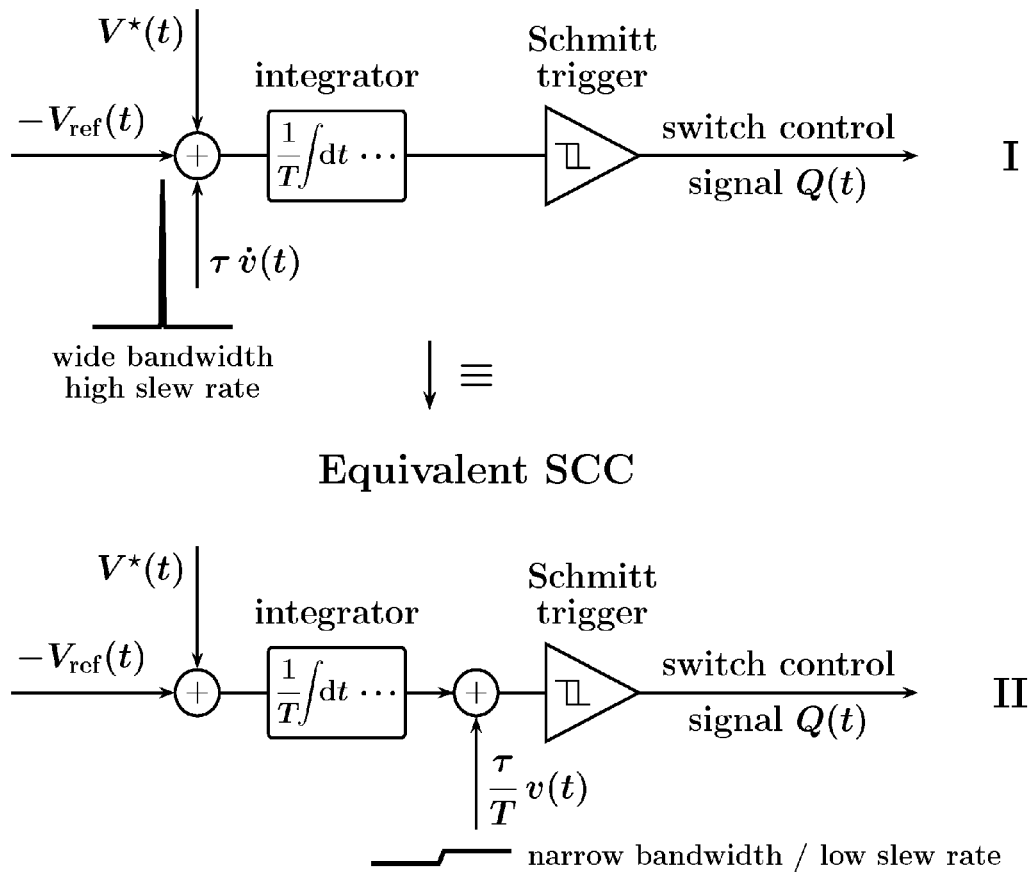 V⋆(t)
Schmitt
integrator
trigger
−V_ref(t)
+
1/T ∫dt ···
switch control
signal Q(t)
I
τ v̇(t)
wide bandwidth
high slew rate
≡
Equivalent SCC
V⋆(t)
Schmitt
integrator
trigger
−V_ref(t)
+
1/T ∫dt ···
+
switch control
signal Q(t)
II
τ/T v(t)
narrow bandwidth / low slew rate